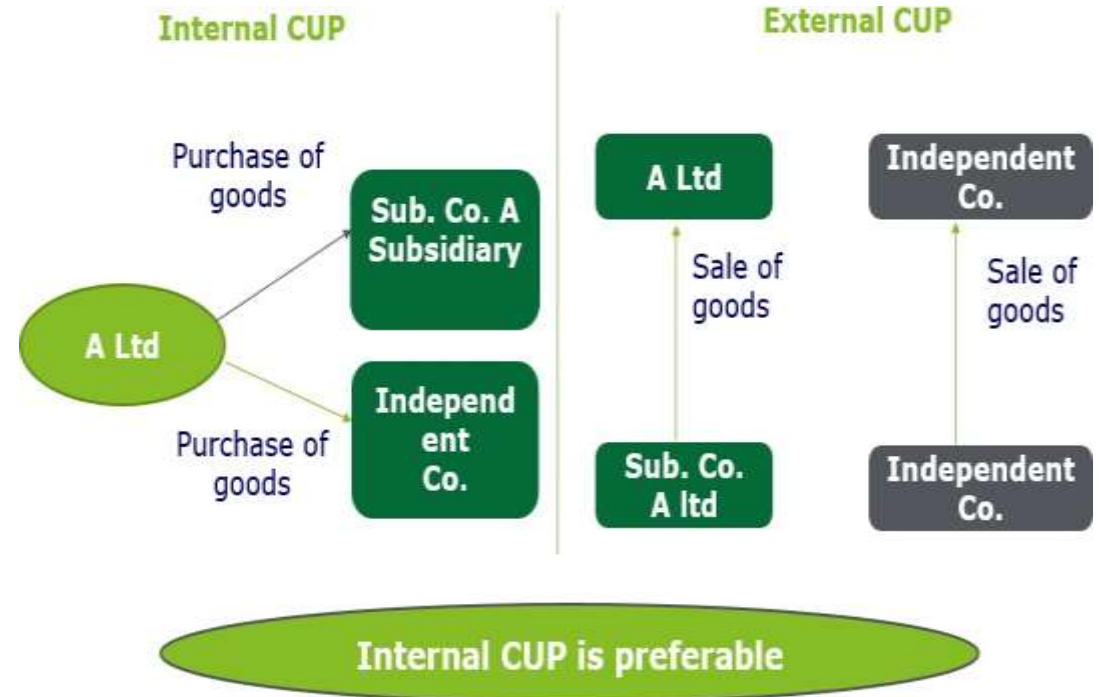 Internal CUP
Purchase of
goods
Sub. Co. A
Subsidiary
A Ltd
Independ
ent
Co.
Purchase of
goods
External CUP
A Ltd
Independent
Co.
Sale of
goods
Sale of
goods
Sub. Co.
A ltd
Independent
Co.
Internal CUP is preferable